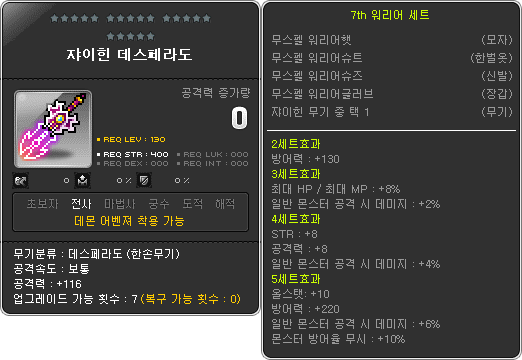 쟈이힌 데스페라도
공격력 증가량
0
REQ LEV : 130
REQ STR : 400
REQ LUK : 000
REQ DEX : 000
REQ INT : 000
0
0 %
0 %
초보자 전사 마법사 궁수 도적 해적
데몬 어벤져 착용 가능
무기분류 : 데스페라도 (한손무기)
공격속도 : 보통
공격력 : +116
업그레이드 가능 횟수 : 7 (복구 가능 횟수 : 0)
7th 워리어 세트
무스펠 워리어햇 (모자)
무스펠 워리어슈트 (한벌옷)
무스펠 워리어슈즈 (신발)
무스펠 워리어글러브 (장갑)
쟈이힌 무기 중 택 1 (무기)
2세트효과
방어력 : +130
3세트효과
최대 HP / 최대 MP : +8%
일반 몬스터 공격 시 데미지 : +2%
4세트효과
STR : +8
공격력 : +8
일반 몬스터 공격 시 데미지 : +4%
5세트효과
올스탯: +10
방어력 : +220
일반 몬스터 공격 시 데미지 : +6%
몬스터 방어율 무시 : +10%